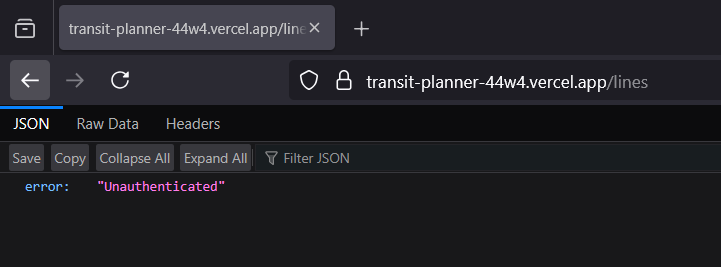 transit-planner-44w4.vercel.app/line
transit-planner-44w4.vercel.app/lines
JSON Raw Data Headers
Save Copy Collapse All Expand All Filter JSON
error: "Unauthenticated"